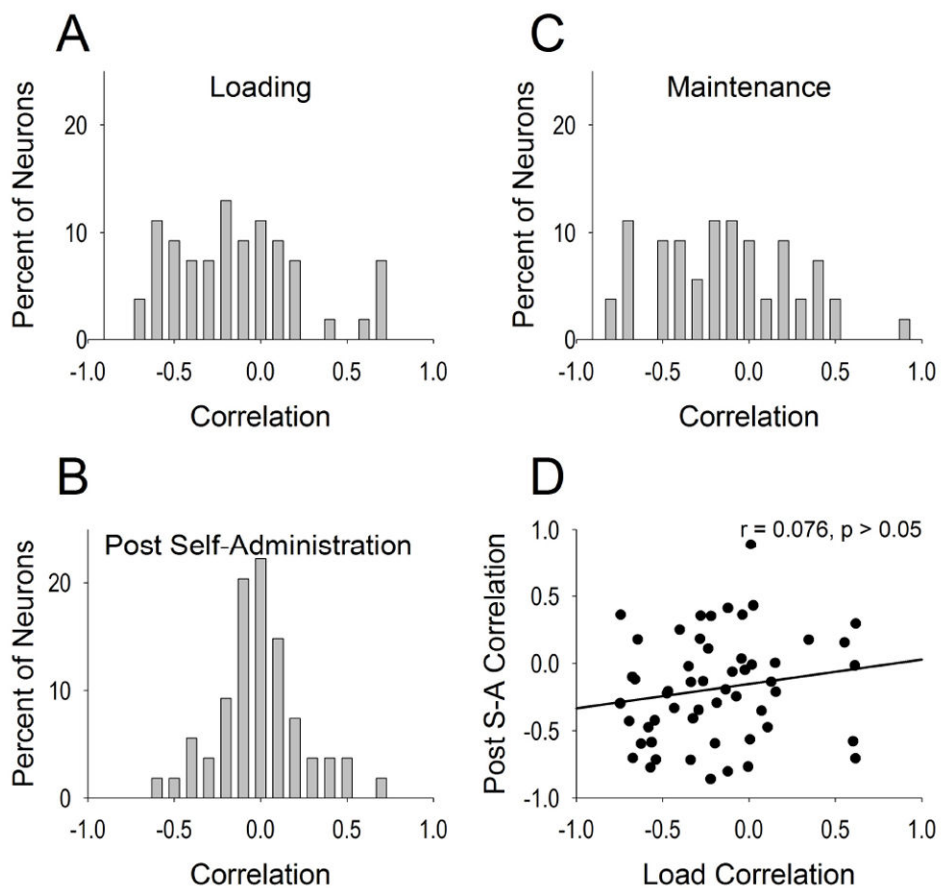 A
Loading
Percent of Neurons
20
10
0
-1.0 -0.5 0.0 0.5 1.0
Correlation
C
Maintenance
Percent of Neurons
20
10
0
-1.0 -0.5 0.0 0.5 1.0
Correlation
B
Post Self-Administration
Percent of Neurons
20
10
0
-1.0 -0.5 0.0 0.5 1.0
Correlation
D
r = 0.076, p > 0.05
Post S-A Correlation
1.0
0.5
0.0
-0.5
-1.0
-1.0 -0.5 0.0 0.5 1.0
Load Correlation